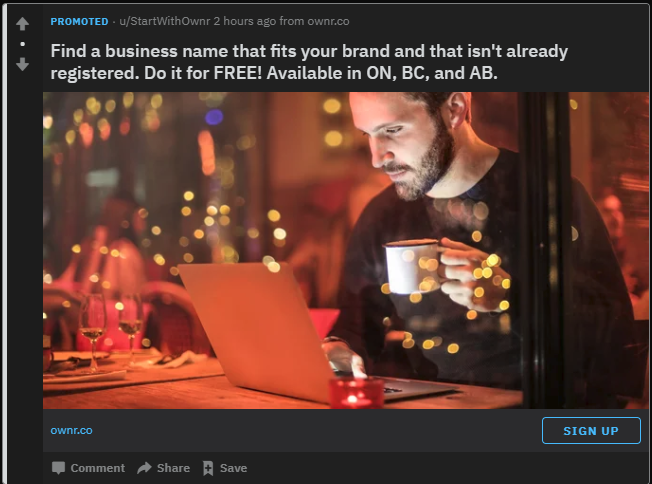 PROMOTED · u/StartWithOwnr 2 hours ago from ownr.co
Find a business name that fits your brand and that isn't already
registered. Do it for FREE! Available in ON, BC, and AB.
ownr.co
SIGN UP
Comment Share Save